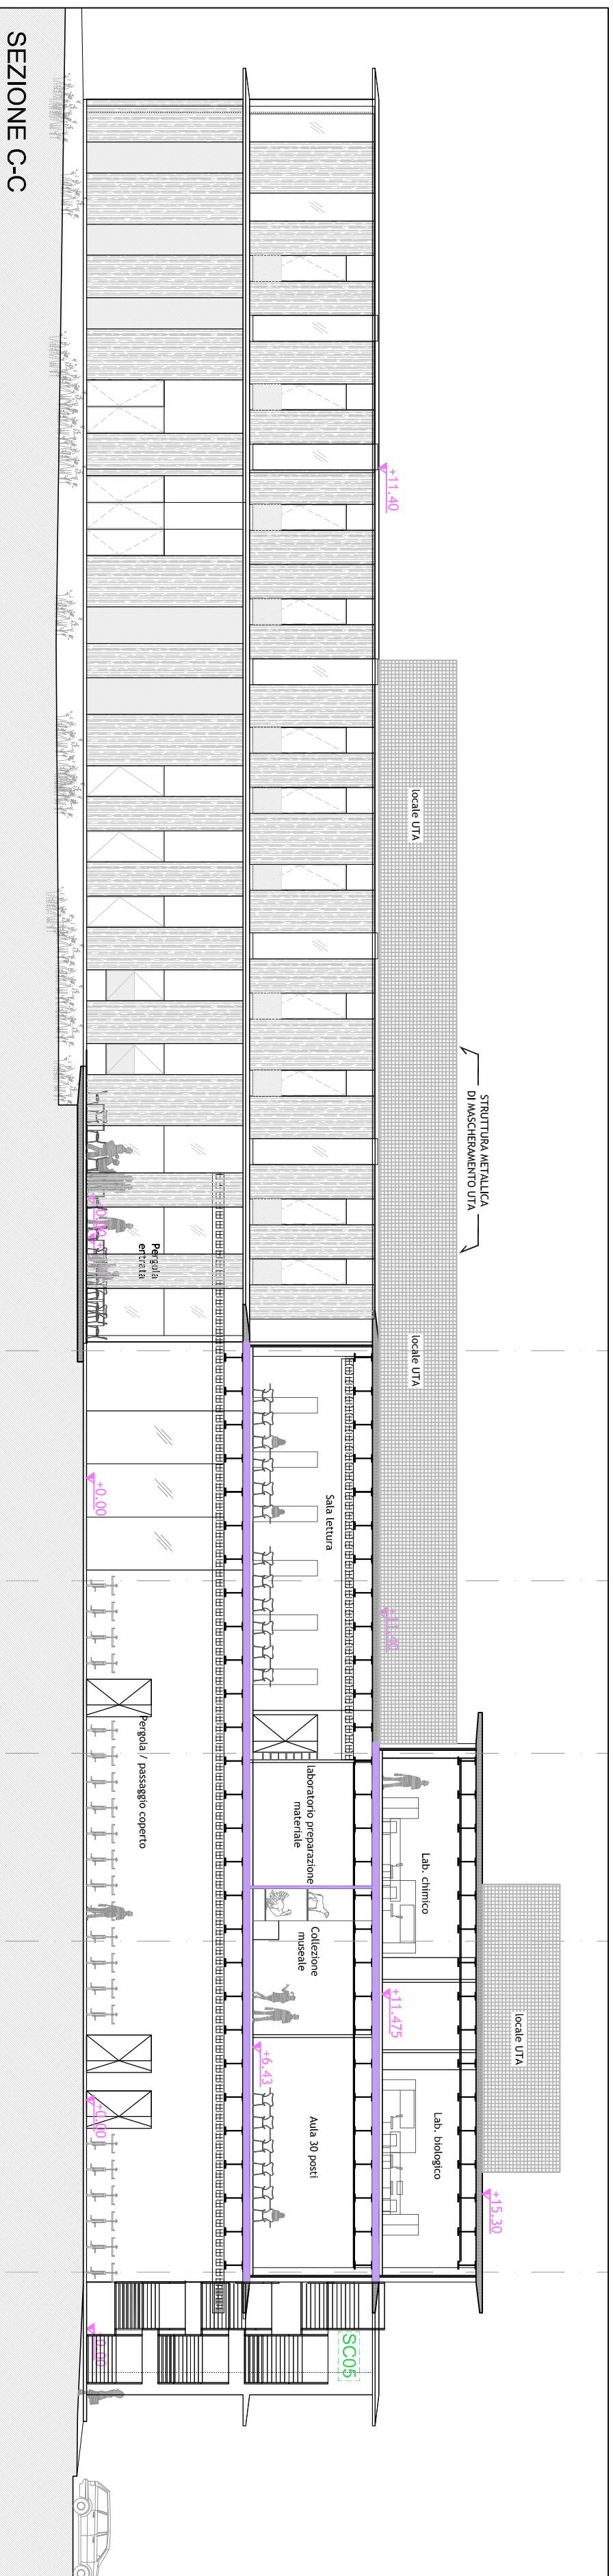 +11.40
locale UTA
STRUTTURA METALLICA
DI MASCHERAMENTO UTA
locale UTA
+11.40
locale UTA
+15.30
Lab. chimico
+11.475
Lab. biologico
Sala lettura
laboratorio preparazione
materiale
Collezione
museale
+6.43
Aula 30 posti
SC05
Pergola
entrata
+0.00
Pergola / passaggio coperto
+0.00
+0.00
SEZIONE C-C